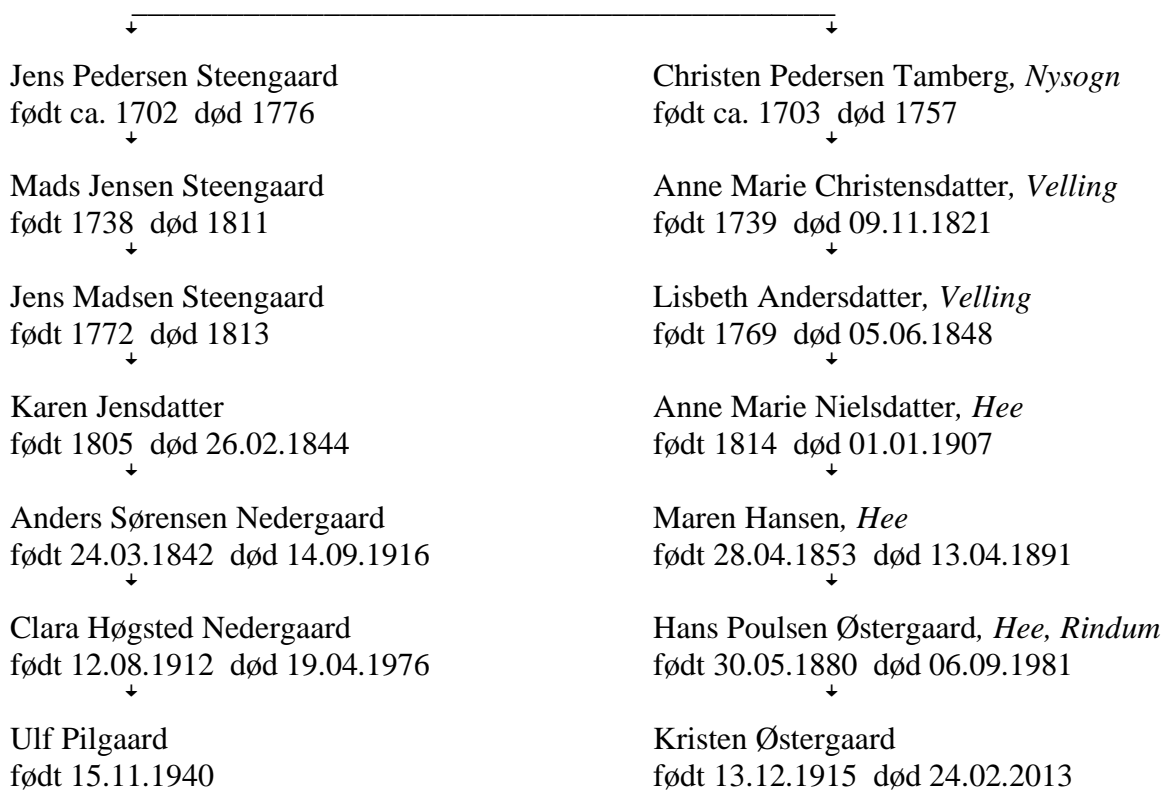 Jens Pedersen Steengaard
født ca. 1702 død 1776
Mads Jensen Steengaard
født 1738 død 1811
Jens Madsen Steengaard
født 1772 død 1813
Karen Jensdatter
født 1805 død 26.02.1844
Anders Sørensen Nedergaard
født 24.03.1842 død 14.09.1916
Clara Høgsted Nedergaard
født 12.08.1912 død 19.04.1976
Ulf Pilgaard
født 15.11.1940
Christen Pedersen Tamberg, Nysogn
født ca. 1703 død 1757
Anne Marie Christensdatter, Velling
født 1739 død 09.11.1821
Lisbeth Andersdatter, Velling
født 1769 død 05.06.1848
Anne Marie Nielsdatter, Hee
født 1814 død 01.01.1907
Maren Hansen, Hee
født 28.04.1853 død 13.04.1891
Hans Poulsen Østergaard, Hee, Rindum
født 30.05.1880 død 06.09.1981
Kristen Østergaard
født 13.12.1915 død 24.02.2013